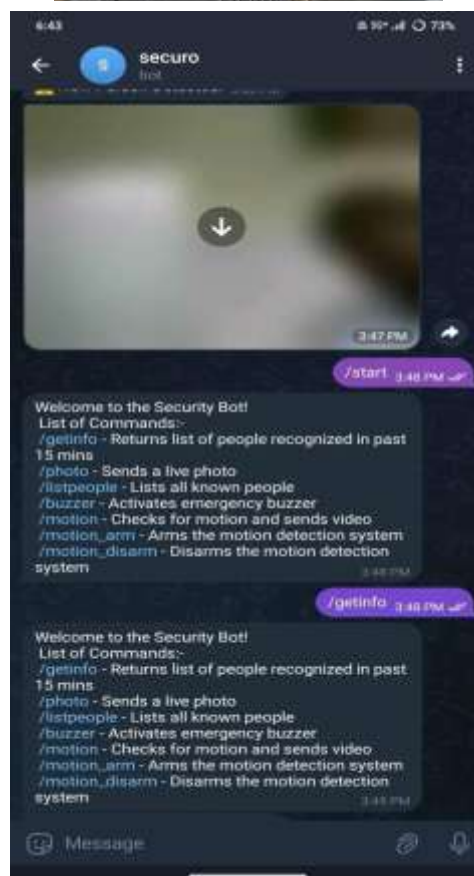 6:43
73%
S
securo
bot
3:47 PM
/start 3:48 PM
Welcome to the Security Bot!
List of Commands:-
/getinfo - Returns list of people recognized in past
15 mins
/photo - Sends a live photo
/listpeople - Lists all known people
/buzzer - Activates emergency buzzer
/motion - Checks for motion and sends video
/motion_arm - Arms the motion detection system
/motion_disarm - Disarms the motion detection
system
3:48 PM
/getinfo 3:48 PM
Welcome to the Security Bot!
List of Commands:-
/getinfo - Returns list of people recognized in past
15 mins
/photo - Sends a live photo
/listpeople - Lists all known people
/buzzer - Activates emergency buzzer
/motion - Checks for motion and sends video
/motion_arm - Arms the motion detection system
/motion_disarm - Disarms the motion detection
system
3:48 PM
Message